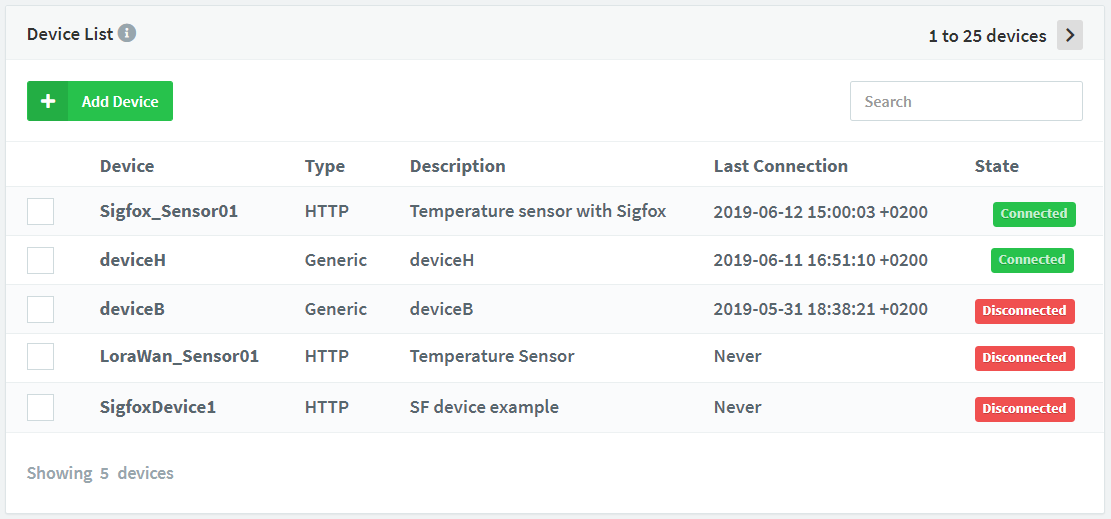 Device List
1 to 25 devices
Add Device
Search
Device Type Description Last Connection State
Sigfox_Sensor01 HTTP Temperature sensor with Sigfox 2019-06-12 15:00:03 +0200 Connected
deviceH Generic deviceH 2019-06-11 16:51:10 +0200 Connected
deviceB Generic deviceB 2019-05-31 18:38:21 +0200 Disconnected
LoraWan_Sensor01 HTTP Temperature Sensor Never Disconnected
SigfoxDevice1 HTTP SF device example Never Disconnected
Showing 5 devices